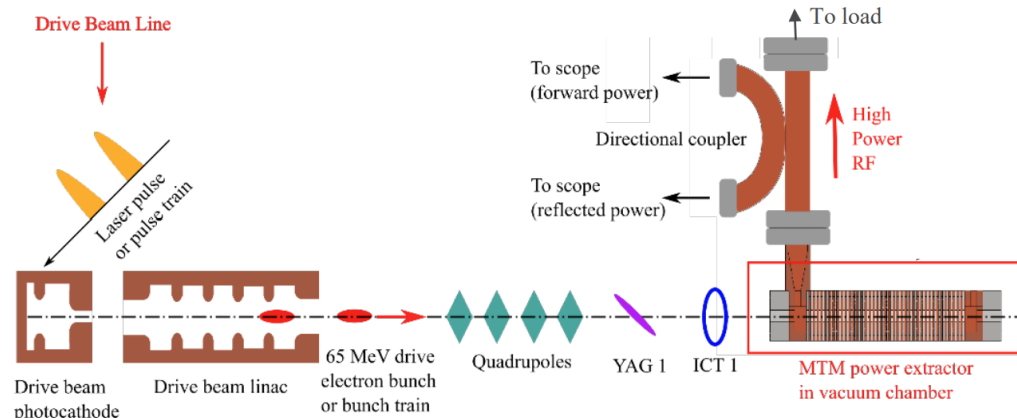 Drive Beam Line
Laser pulse
or pulse train
To load
To scope
(forward power)
Directional coupler
High
Power
RF
To scope
(reflected power)
Drive beam
photocathode
Drive beam linac
65 MeV drive
electron bunch
or bunch train
Quadrupoles
YAG 1
ICT 1
MTM power extractor
in vacuum chamber